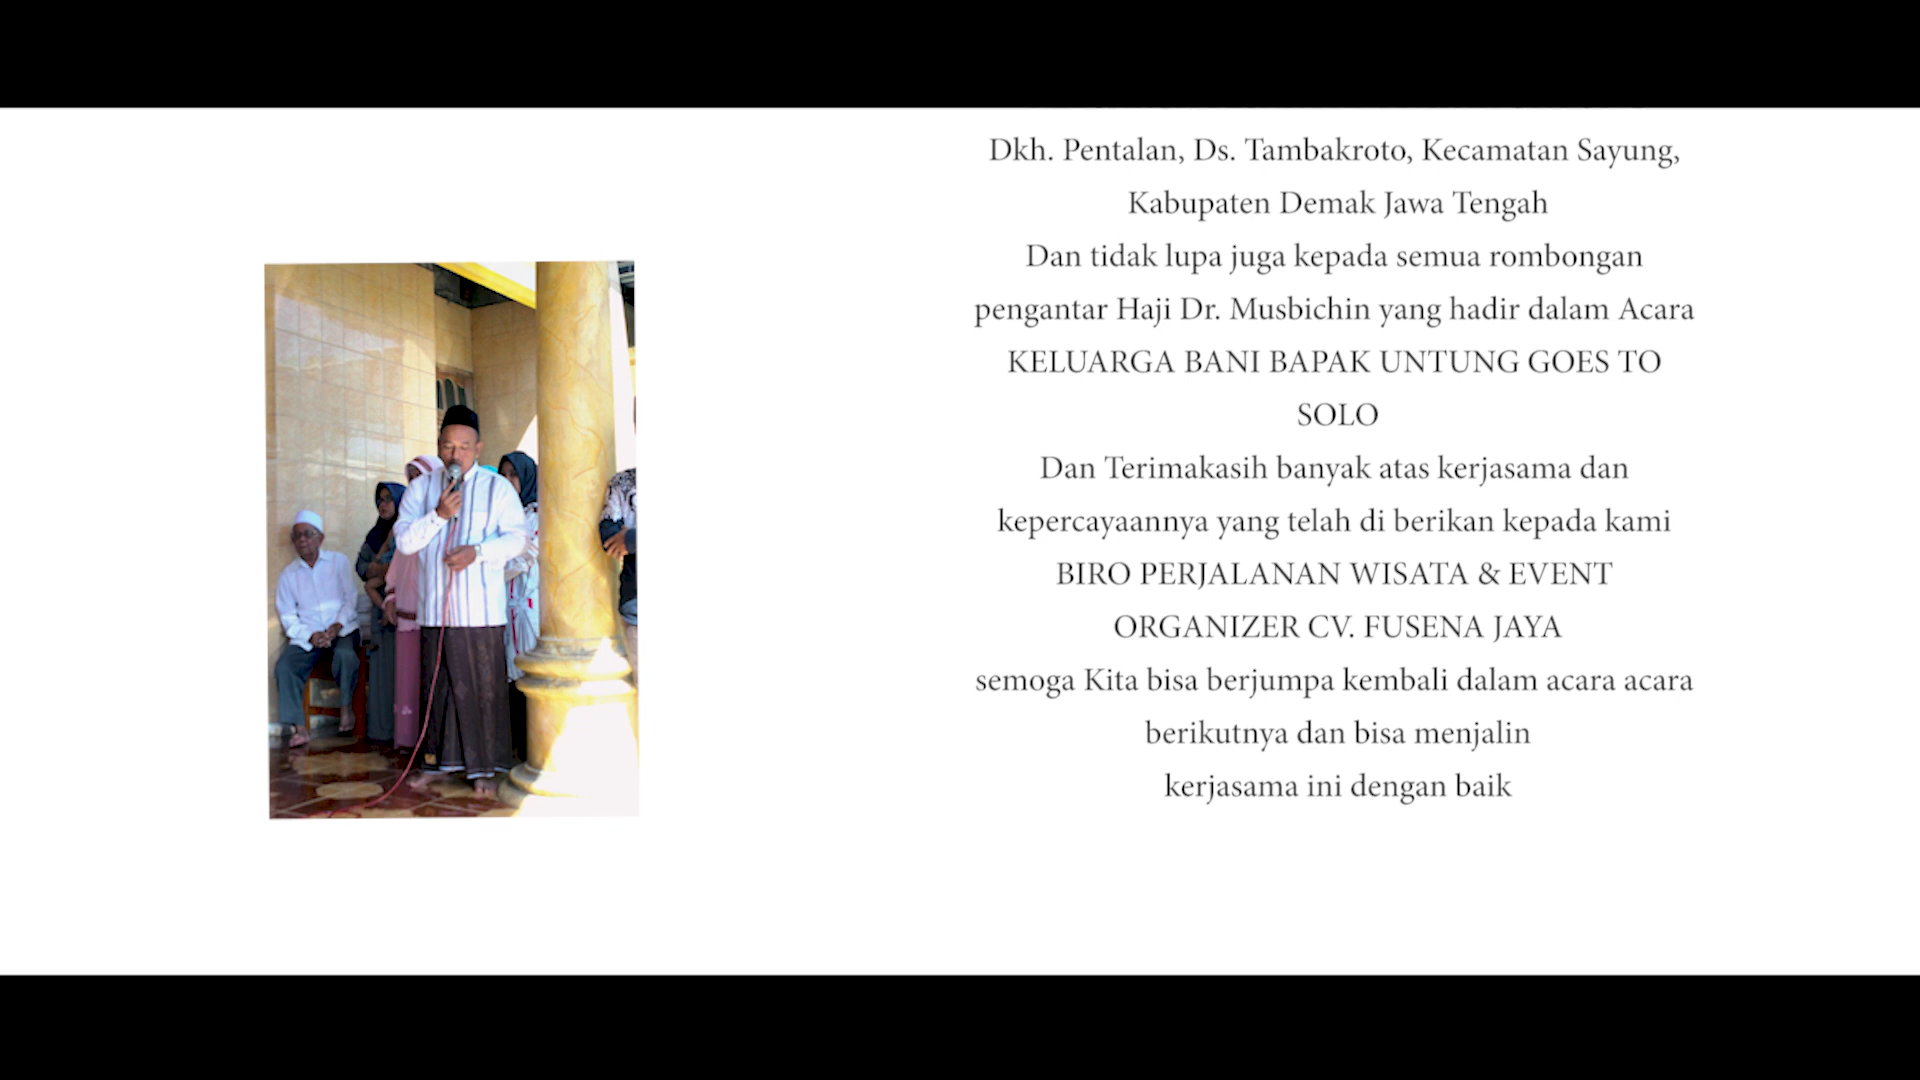 Dkh. Pentalan, Ds. Tambakroto, Kecamatan Sayung,
Kabupaten Demak Jawa Tengah
Dan tidak lupa juga kepada semua rombongan
pengantar Haji Dr. Musbichin yang hadir dalam Acara
KELUARGA BANI BAPAK UNTUNG GOES TO
SOLO
Dan Terimakasih banyak atas kerjasama dan
kepercayaannya yang telah di berikan kepada kami
BIRO PERJALANAN WISATA & EVENT
ORGANIZER CV. FUSENA JAYA
semoga Kita bisa berjumpa kembali dalam acara acara
berikutnya dan bisa menjalin
kerjasama ini dengan baik